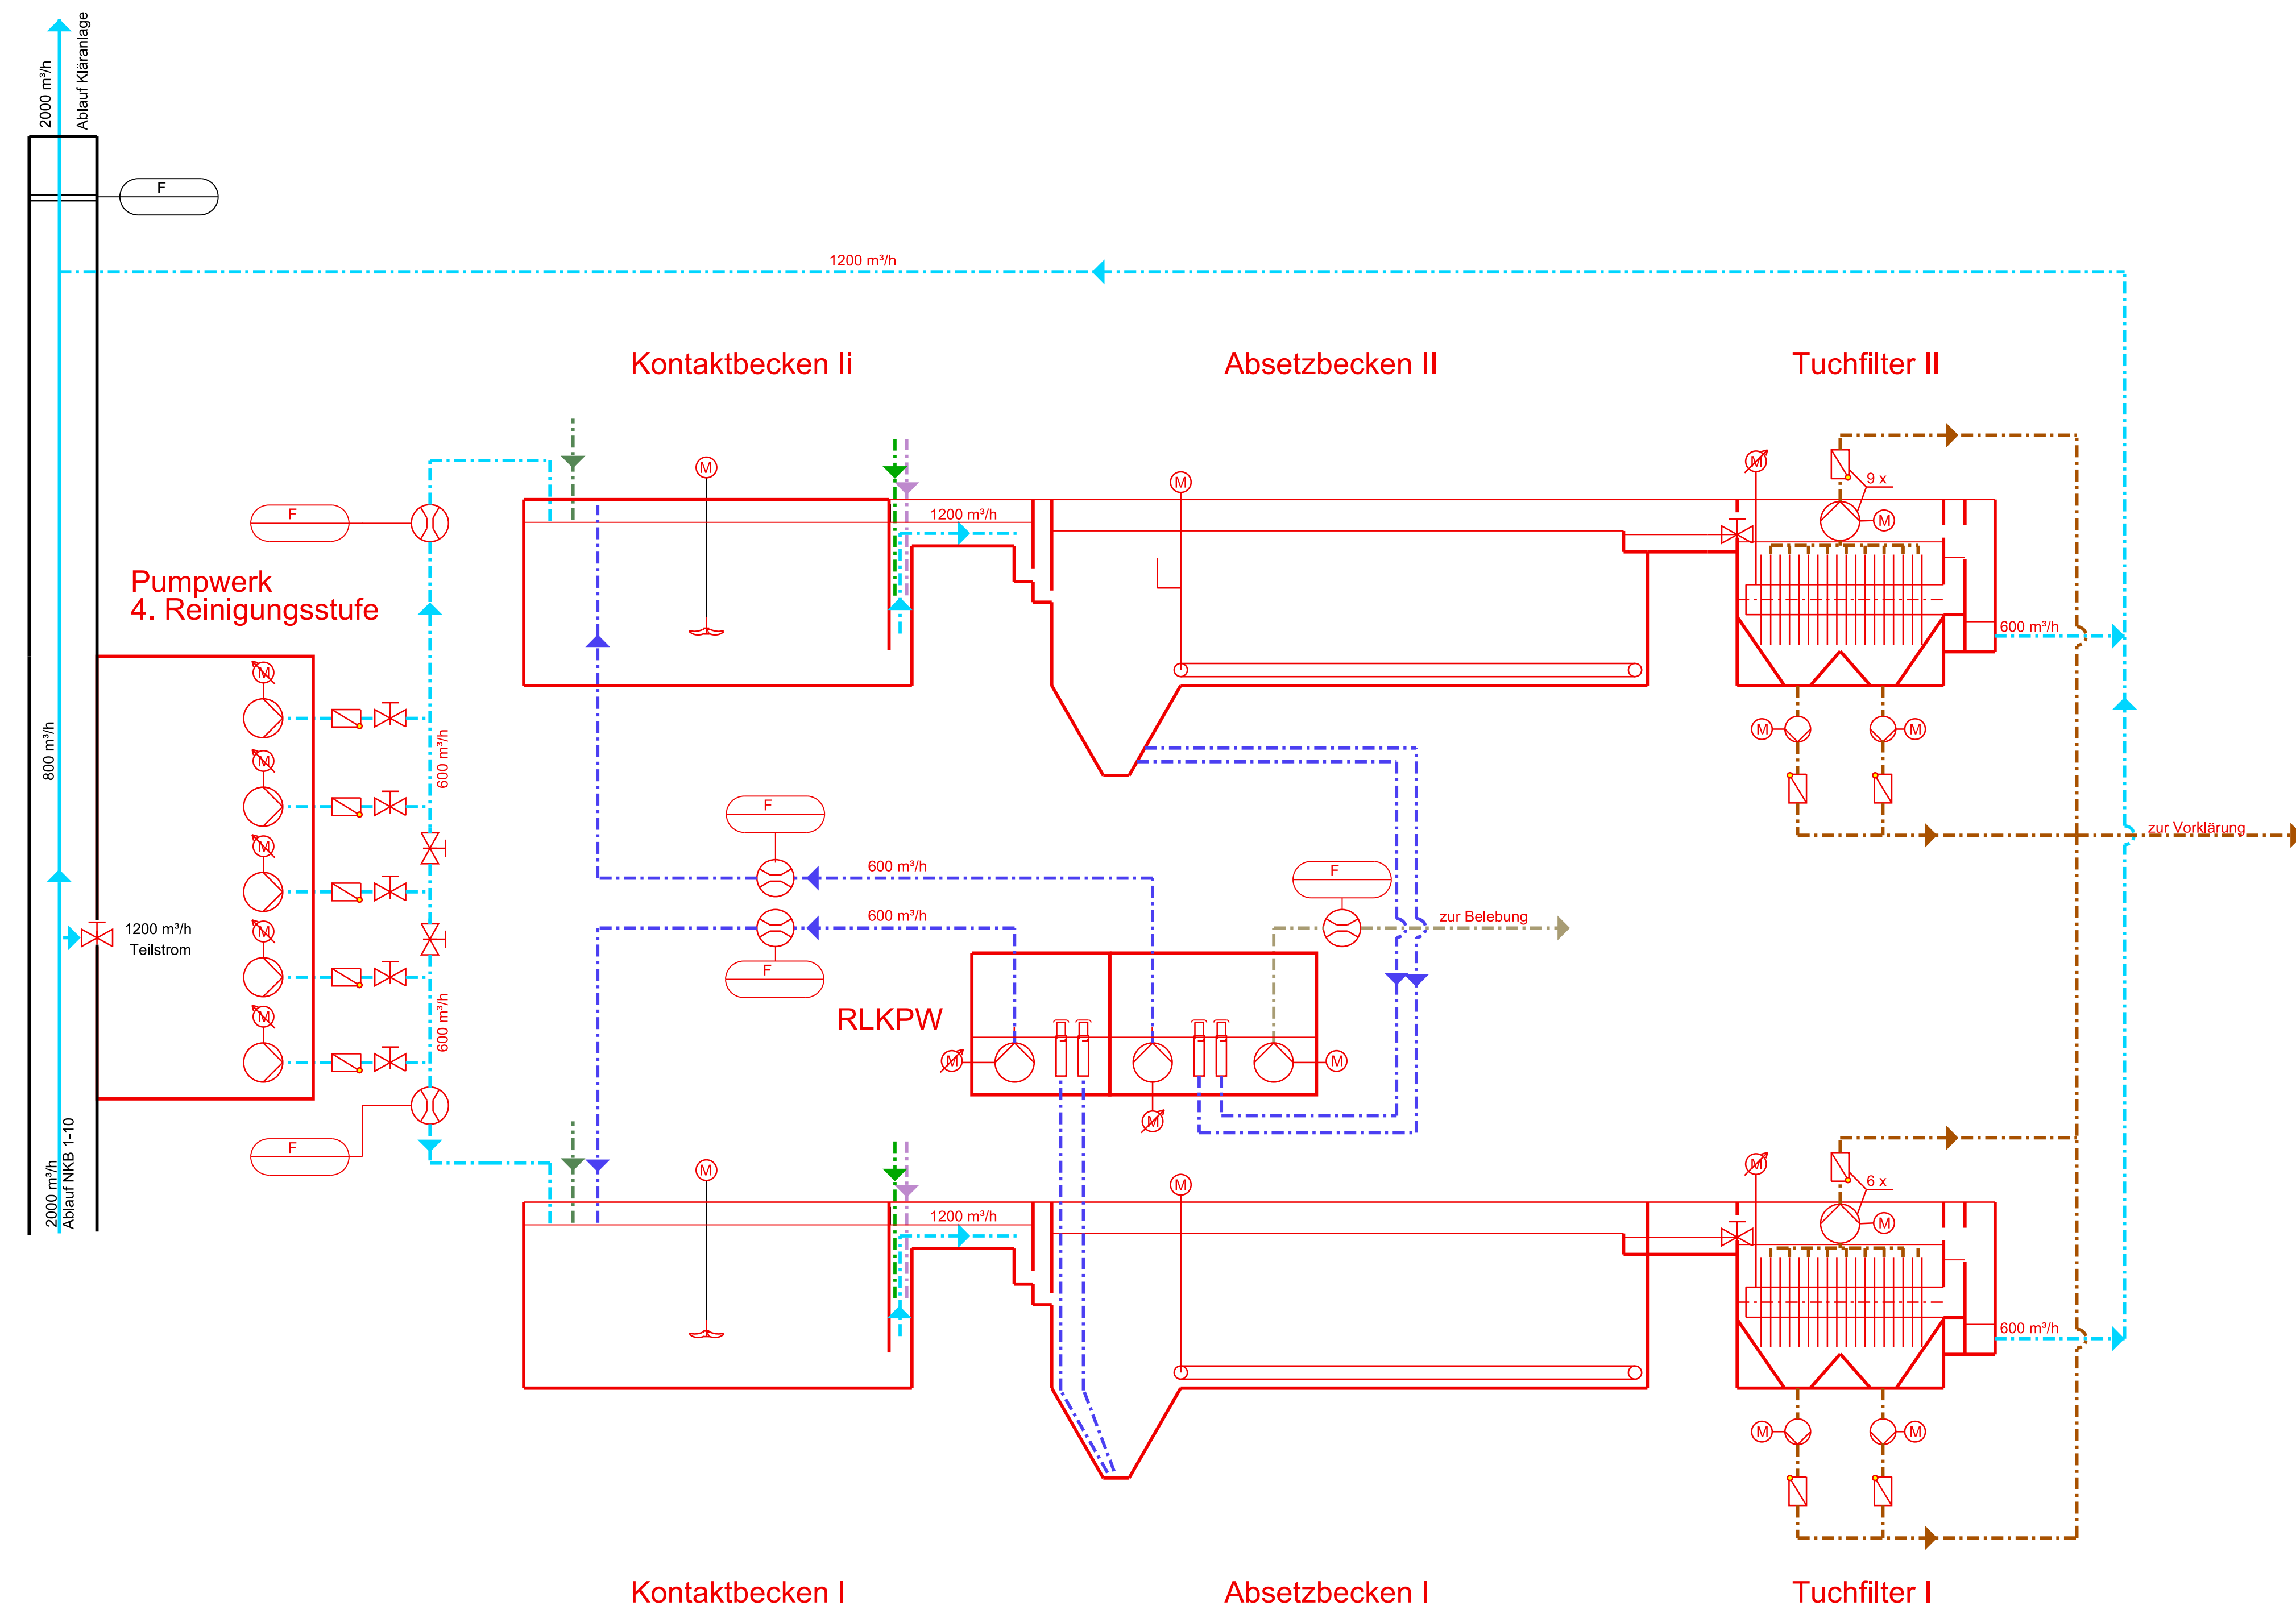 2000 m³/h
Ablauf Kläranlage
F
1200 m³/h
Kontaktbecken Ii
Absetzbecken II
Tuchfilter II
M
M
M
9 x
M
F
1200 m³/h
Pumpwerk
4. Reinigungsstufe
600 m³/h
M
M
M
M
M
M
M
800 m³/h
600 m³/h
F
zur Vorklärung
600 m³/h
F
600 m³/h
zur Belebung
1200 m³/h
Teilstrom
F
RLKPW
600 m³/h
M
M
M
2000 m³/h
Ablauf NKB 1-10
F
M
M
M
6 x
M
1200 m³/h
600 m³/h
M
M
Kontaktbecken I
Absetzbecken I
Tuchfilter I